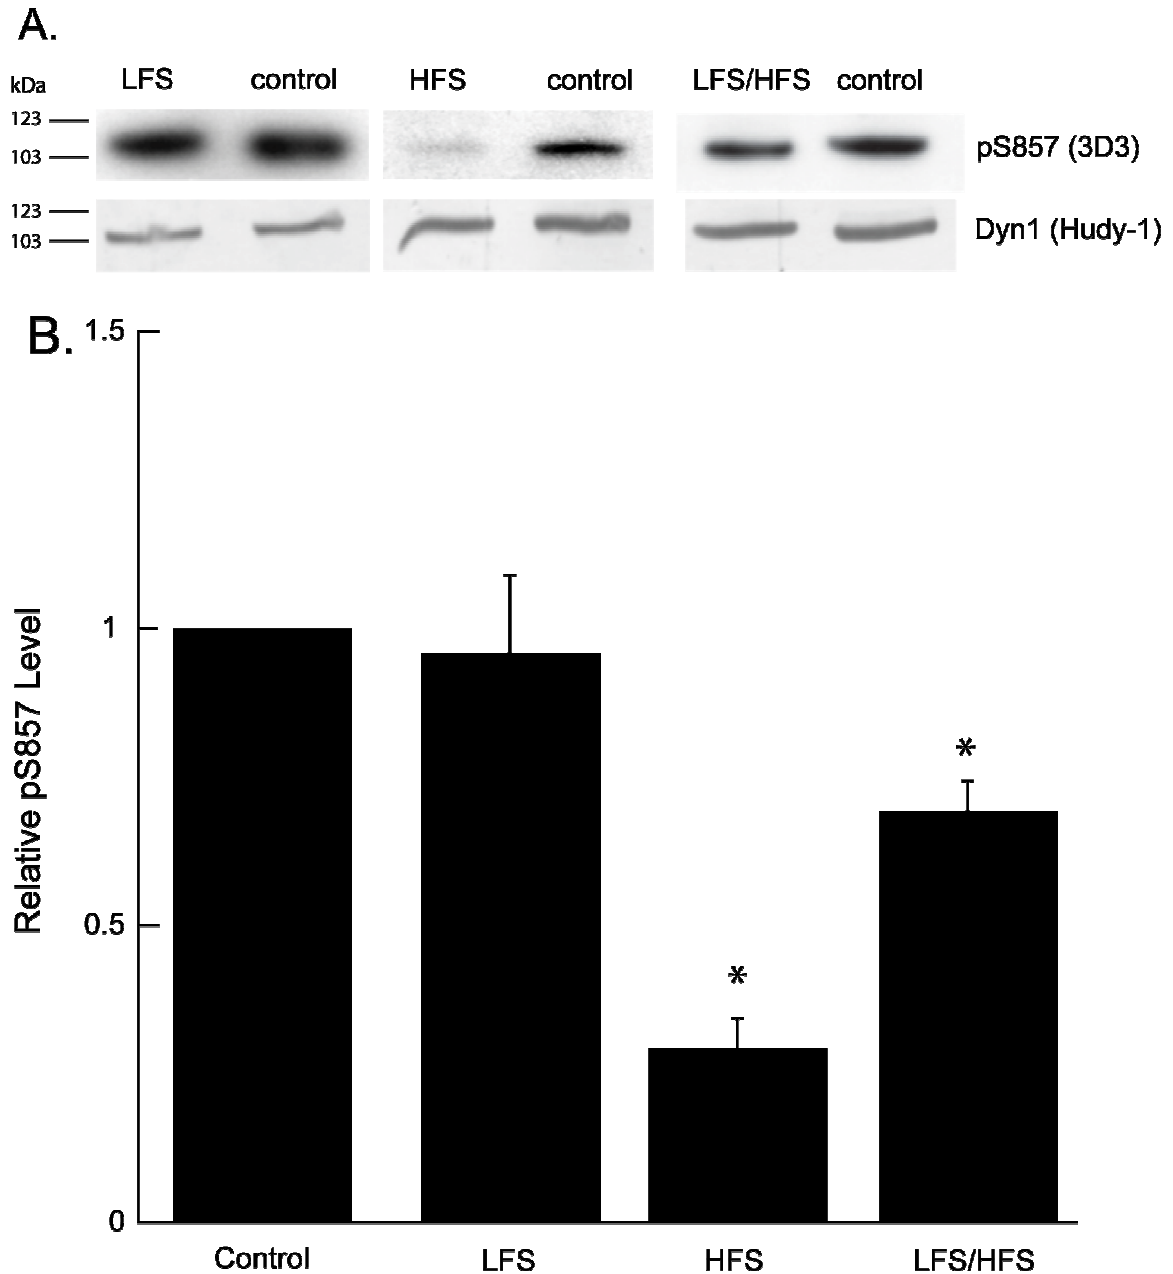 A.
kDa LFS control HFS control LFS/HFS control
123
103
pS857 (3D3)
123
103
Dyn1 (Hudy-1)
B.
Relative pS857 Level
1.5
1
0.5
0
*
*
Control LFS HFS LFS/HFS